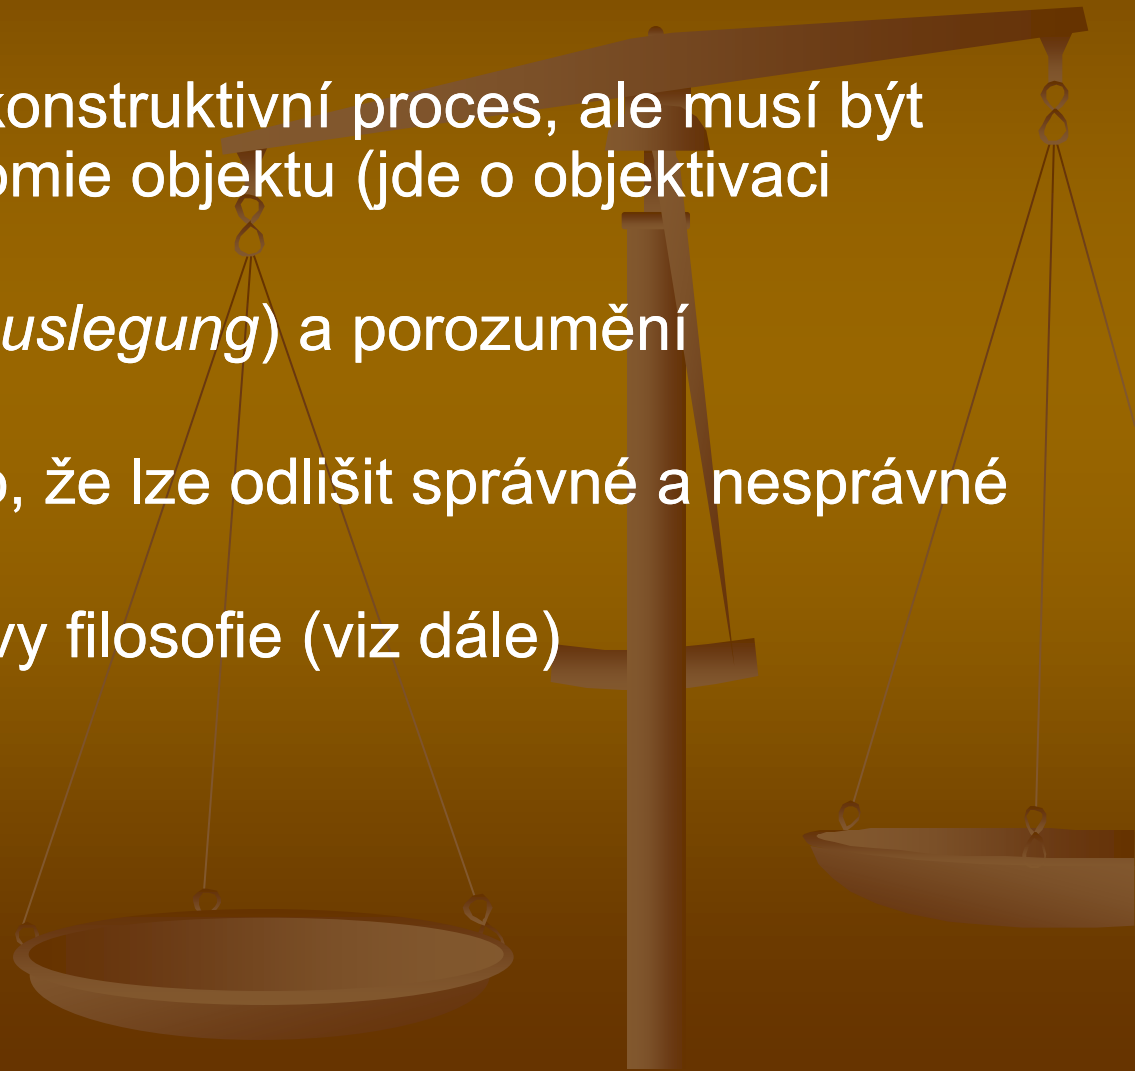 konstruktivní proces, ale musí být
omie objektu (jde o objektivaci
uslegung) a porozumění
, že lze odlišit správné a nesprávné
vy filosofie (viz dále)